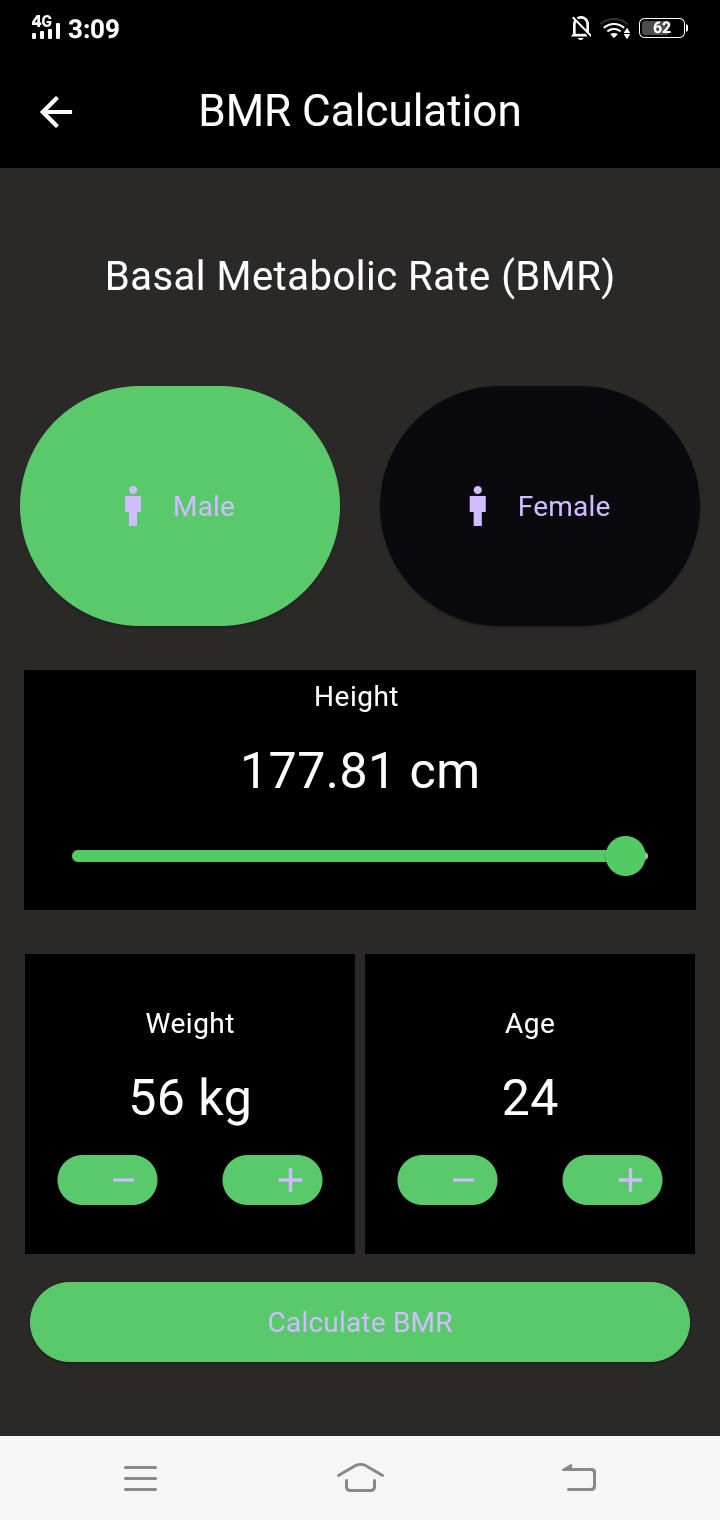 4G 3:09 62
BMR Calculation
Basal Metabolic Rate (BMR)
Male Female
Height
177.81 cm
Weight Age
56 kg 24
− + − +
Calculate BMR